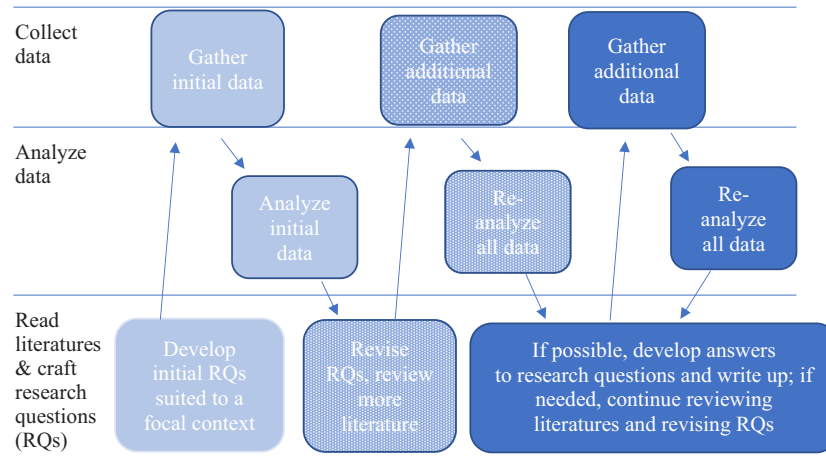 Collect
data
Gather
initial data
Gather
additional
data
Gather
additional
data
Analyze
data
Analyze
initial
data
Re-
analyze
all data
Re-
analyze
all data
Read
literatures
& craft
research
questions
(RQs)
Develop
initial RQs
suited to a
focal context
Revise
RQs, review
more
literature
If possible, develop answers
to research questions and write up; if
needed, continue reviewing
literatures and revising RQs